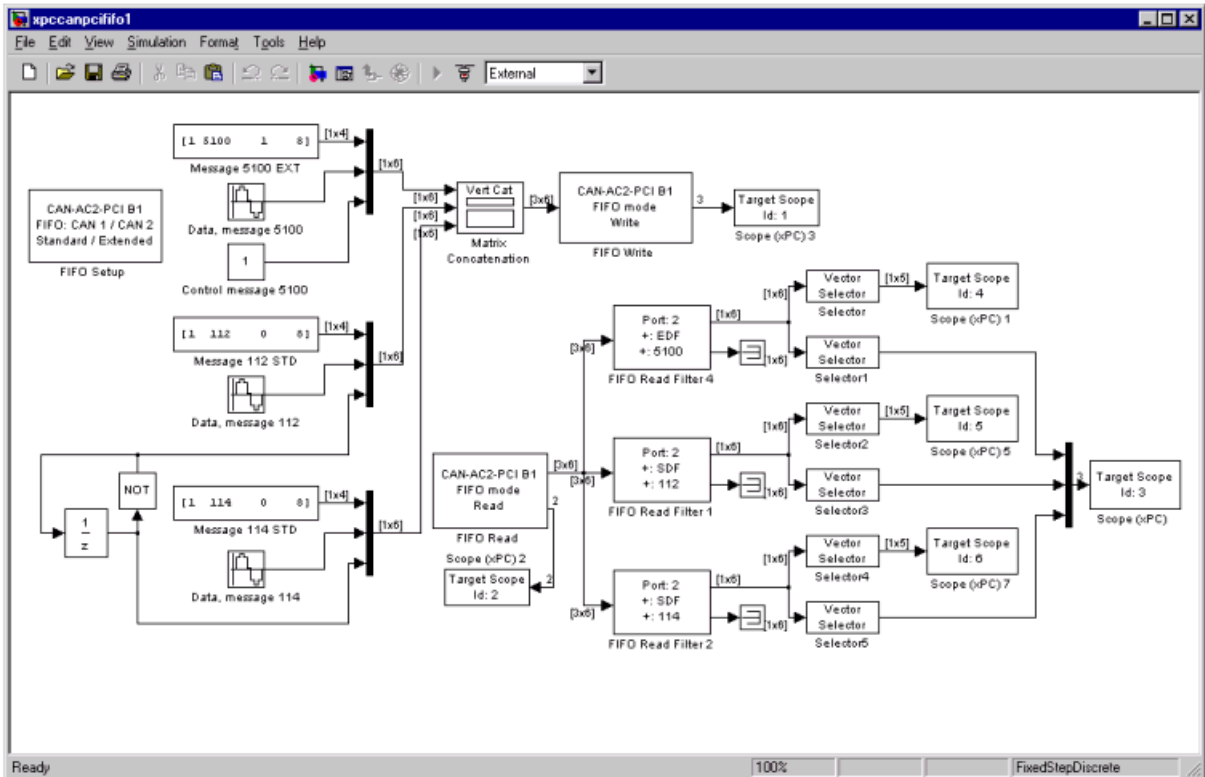 xpccanpcififo1
File Edit View Simulation Format Tools Help
External
[1 5100 1 8]
[1x4]
Message 5100 EXT
[1x6]
Data, message 5100
1
Control message 5100
CAN-AC2-PCI B1
FIFO: CAN 1 / CAN 2
Standard / Extended
FIFO Setup
[1x6]
[1x6]
[1x6]
Vert Cat
Matrix
Concatenation
[3x6]
CAN-AC2-PCI B1
FIFO mode
Write
FIFO Write
3
Target Scope
Id: 1
Scope (xPC) 3
[1 112 0 8]
[1x4]
Message 112 STD
[1x6]
Data, message 112
NOT
1
z
[1 114 0 8]
[1x4]
Message 114 STD
[1x6]
Data, message 114
CAN-AC2-PCI B1
FIFO mode
Read
FIFO Read
[3x6]
2
Scope (xPC) 2
Target Scope
Id: 2
2
[3x6]
Port: 2
+: EDF
+: 5100
FIFO Read Filter 4
[1x6]
[1x6]
[1x6]
Vector
Selector
Selector
[1x5]
Target Scope
Id: 4
Scope (xPC) 1
Vector
Selector
Selector1
[3x6]
Port: 2
+: SDF
+: 112
FIFO Read Filter 1
[1x6]
[1x6]
[1x6]
Vector
Selector
Selector2
[1x5]
Target Scope
Id: 5
Scope (xPC) 5
Vector
Selector
Selector3
[3x6]
Port: 2
+: SDF
+: 114
FIFO Read Filter 2
[1x6]
[1x6]
[1x6]
Vector
Selector
Selector4
[1x5]
Target Scope
Id: 6
Scope (xPC) 7
Vector
Selector
Selector5
3
Target Scope
Id: 3
Scope (xPC)
Ready
100%
FixedStepDiscrete